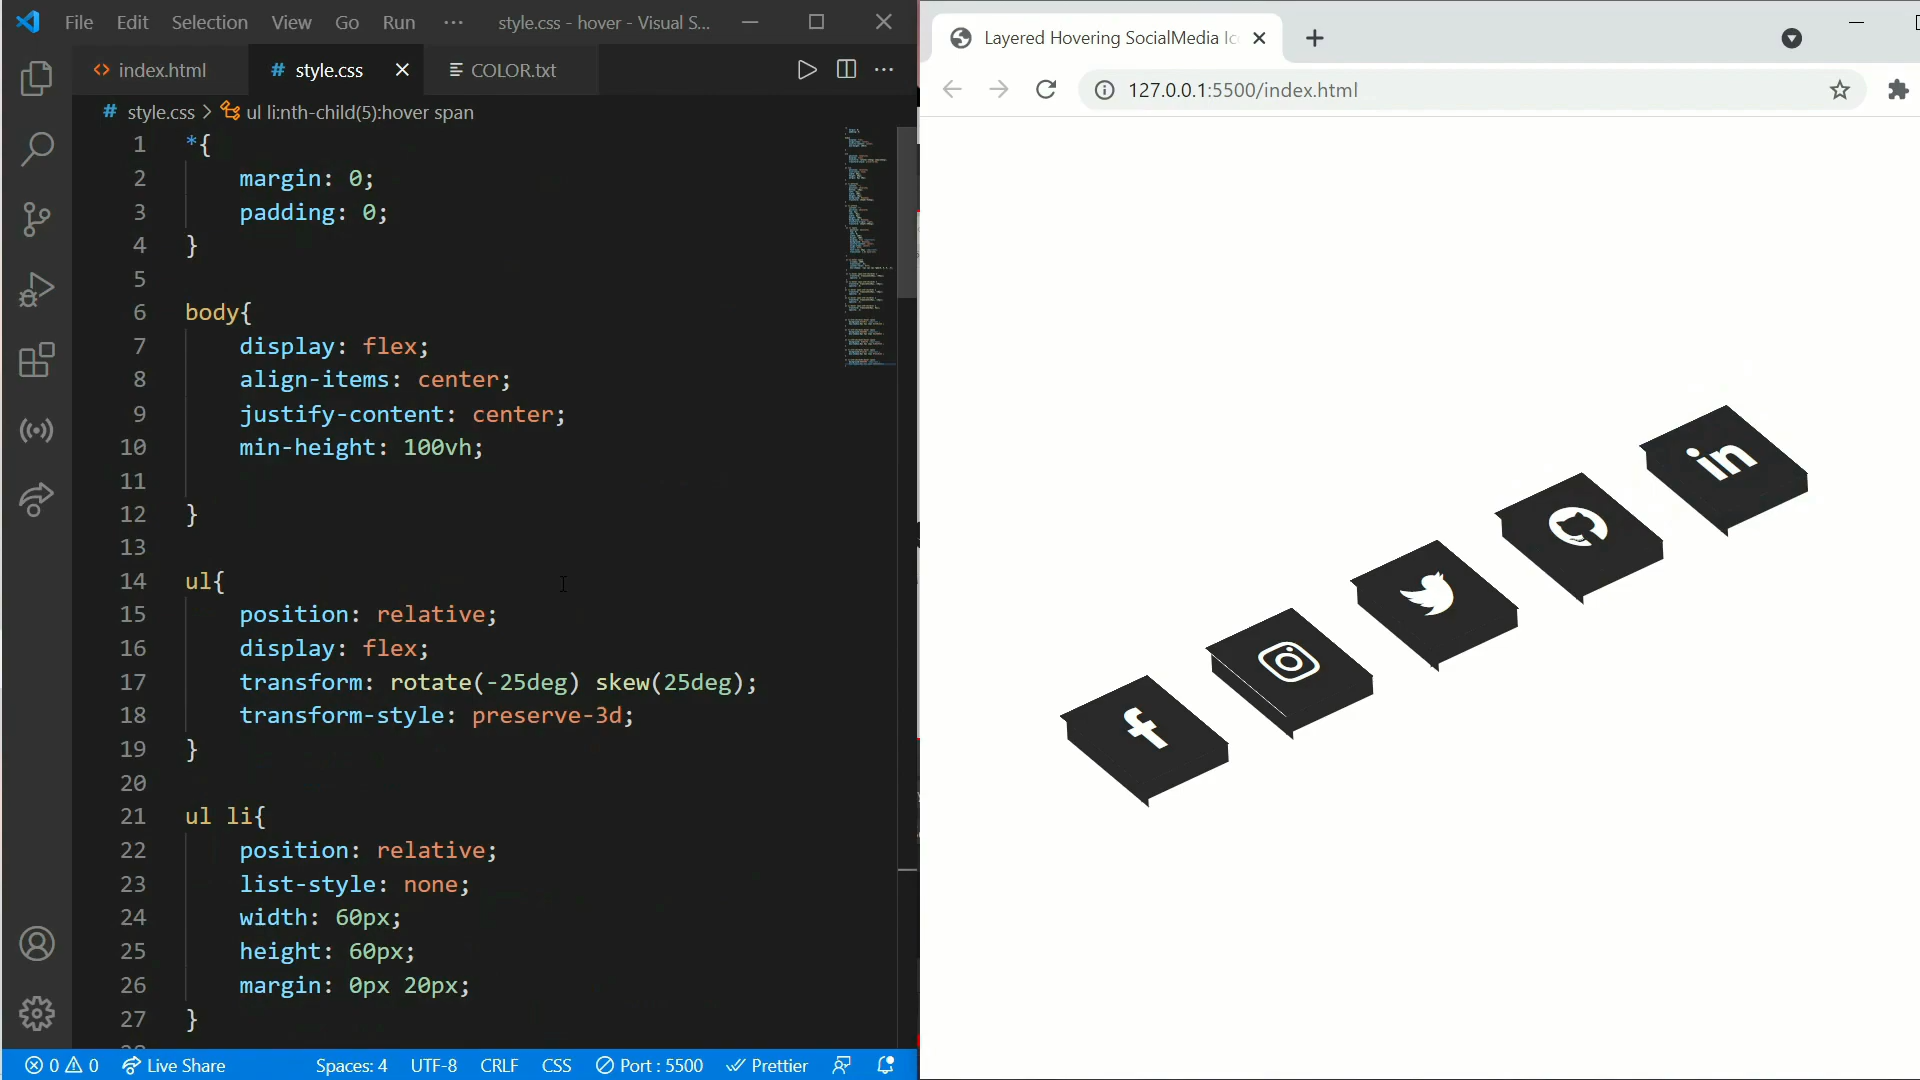 File Edit Selection View Go Run ··· style.css - hover - Visual S...
index.html
style.css
COLOR.txt
style.css > ul li:nth-child(5):hover span
1 *{
2 margin: 0;
3 padding: 0;
4 }
5
6 body{
7 display: flex;
8 align-items: center;
9 justify-content: center;
10 min-height: 100vh;
11
12 }
13
14 ul{
15 position: relative;
16 display: flex;
17 transform: rotate(-25deg) skew(25deg);
18 transform-style: preserve-3d;
19 }
20
21 ul li{
22 position: relative;
23 list-style: none;
24 width: 60px;
25 height: 60px;
26 margin: 0px 20px;
27 }
0 0 Live Share Spaces: 4 UTF-8 CRLF CSS Port : 5500 Prettier
Layered Hovering SocialMedia
127.0.0.1:5500/index.html
in
f